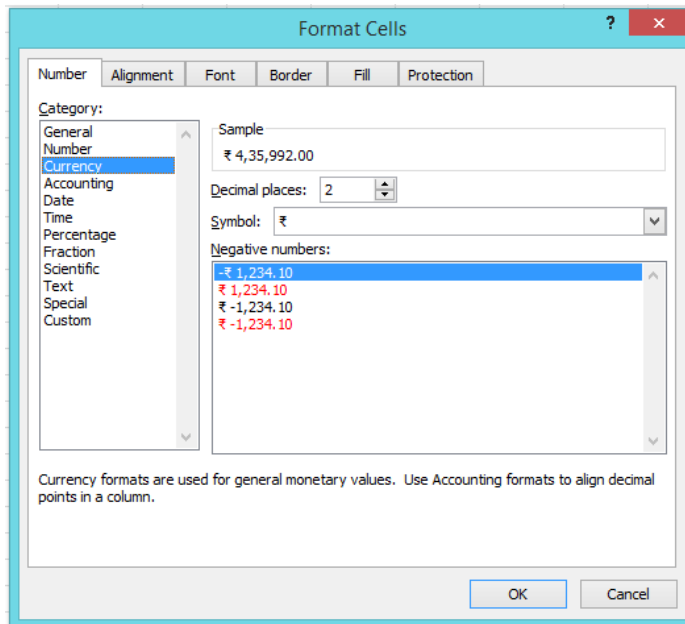 Format Cells
?
×
Number Alignment Font Border Fill Protection
Category:
General
Number
Currency
Accounting
Date
Time
Percentage
Fraction
Scientific
Text
Special
Custom
Sample
₹ 4,35,992.00
Decimal places: 2
Symbol: ₹
Negative numbers:
-₹ 1,234.10
₹ 1,234.10
₹ -1,234.10
₹ -1,234.10
Currency formats are used for general monetary values.  Use Accounting formats to align decimal
points in a column.
OK Cancel